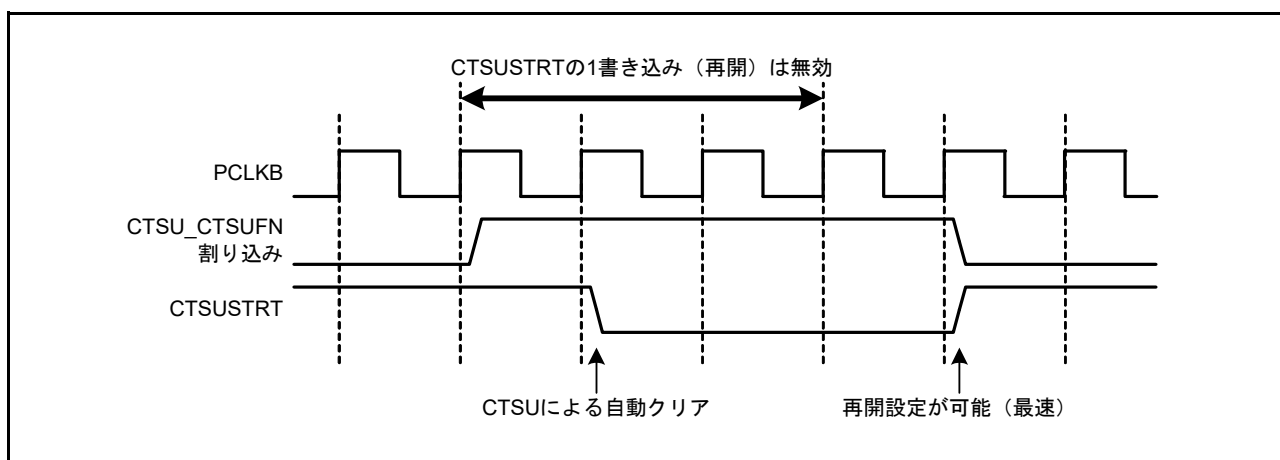 CTSUSTRTの1書き込み（再開）は無効
PCLKB
CTSU_CTSUFN
割り込み
CTSUSTRT
CTSUによる自動クリア
再開設定が可能（最速）